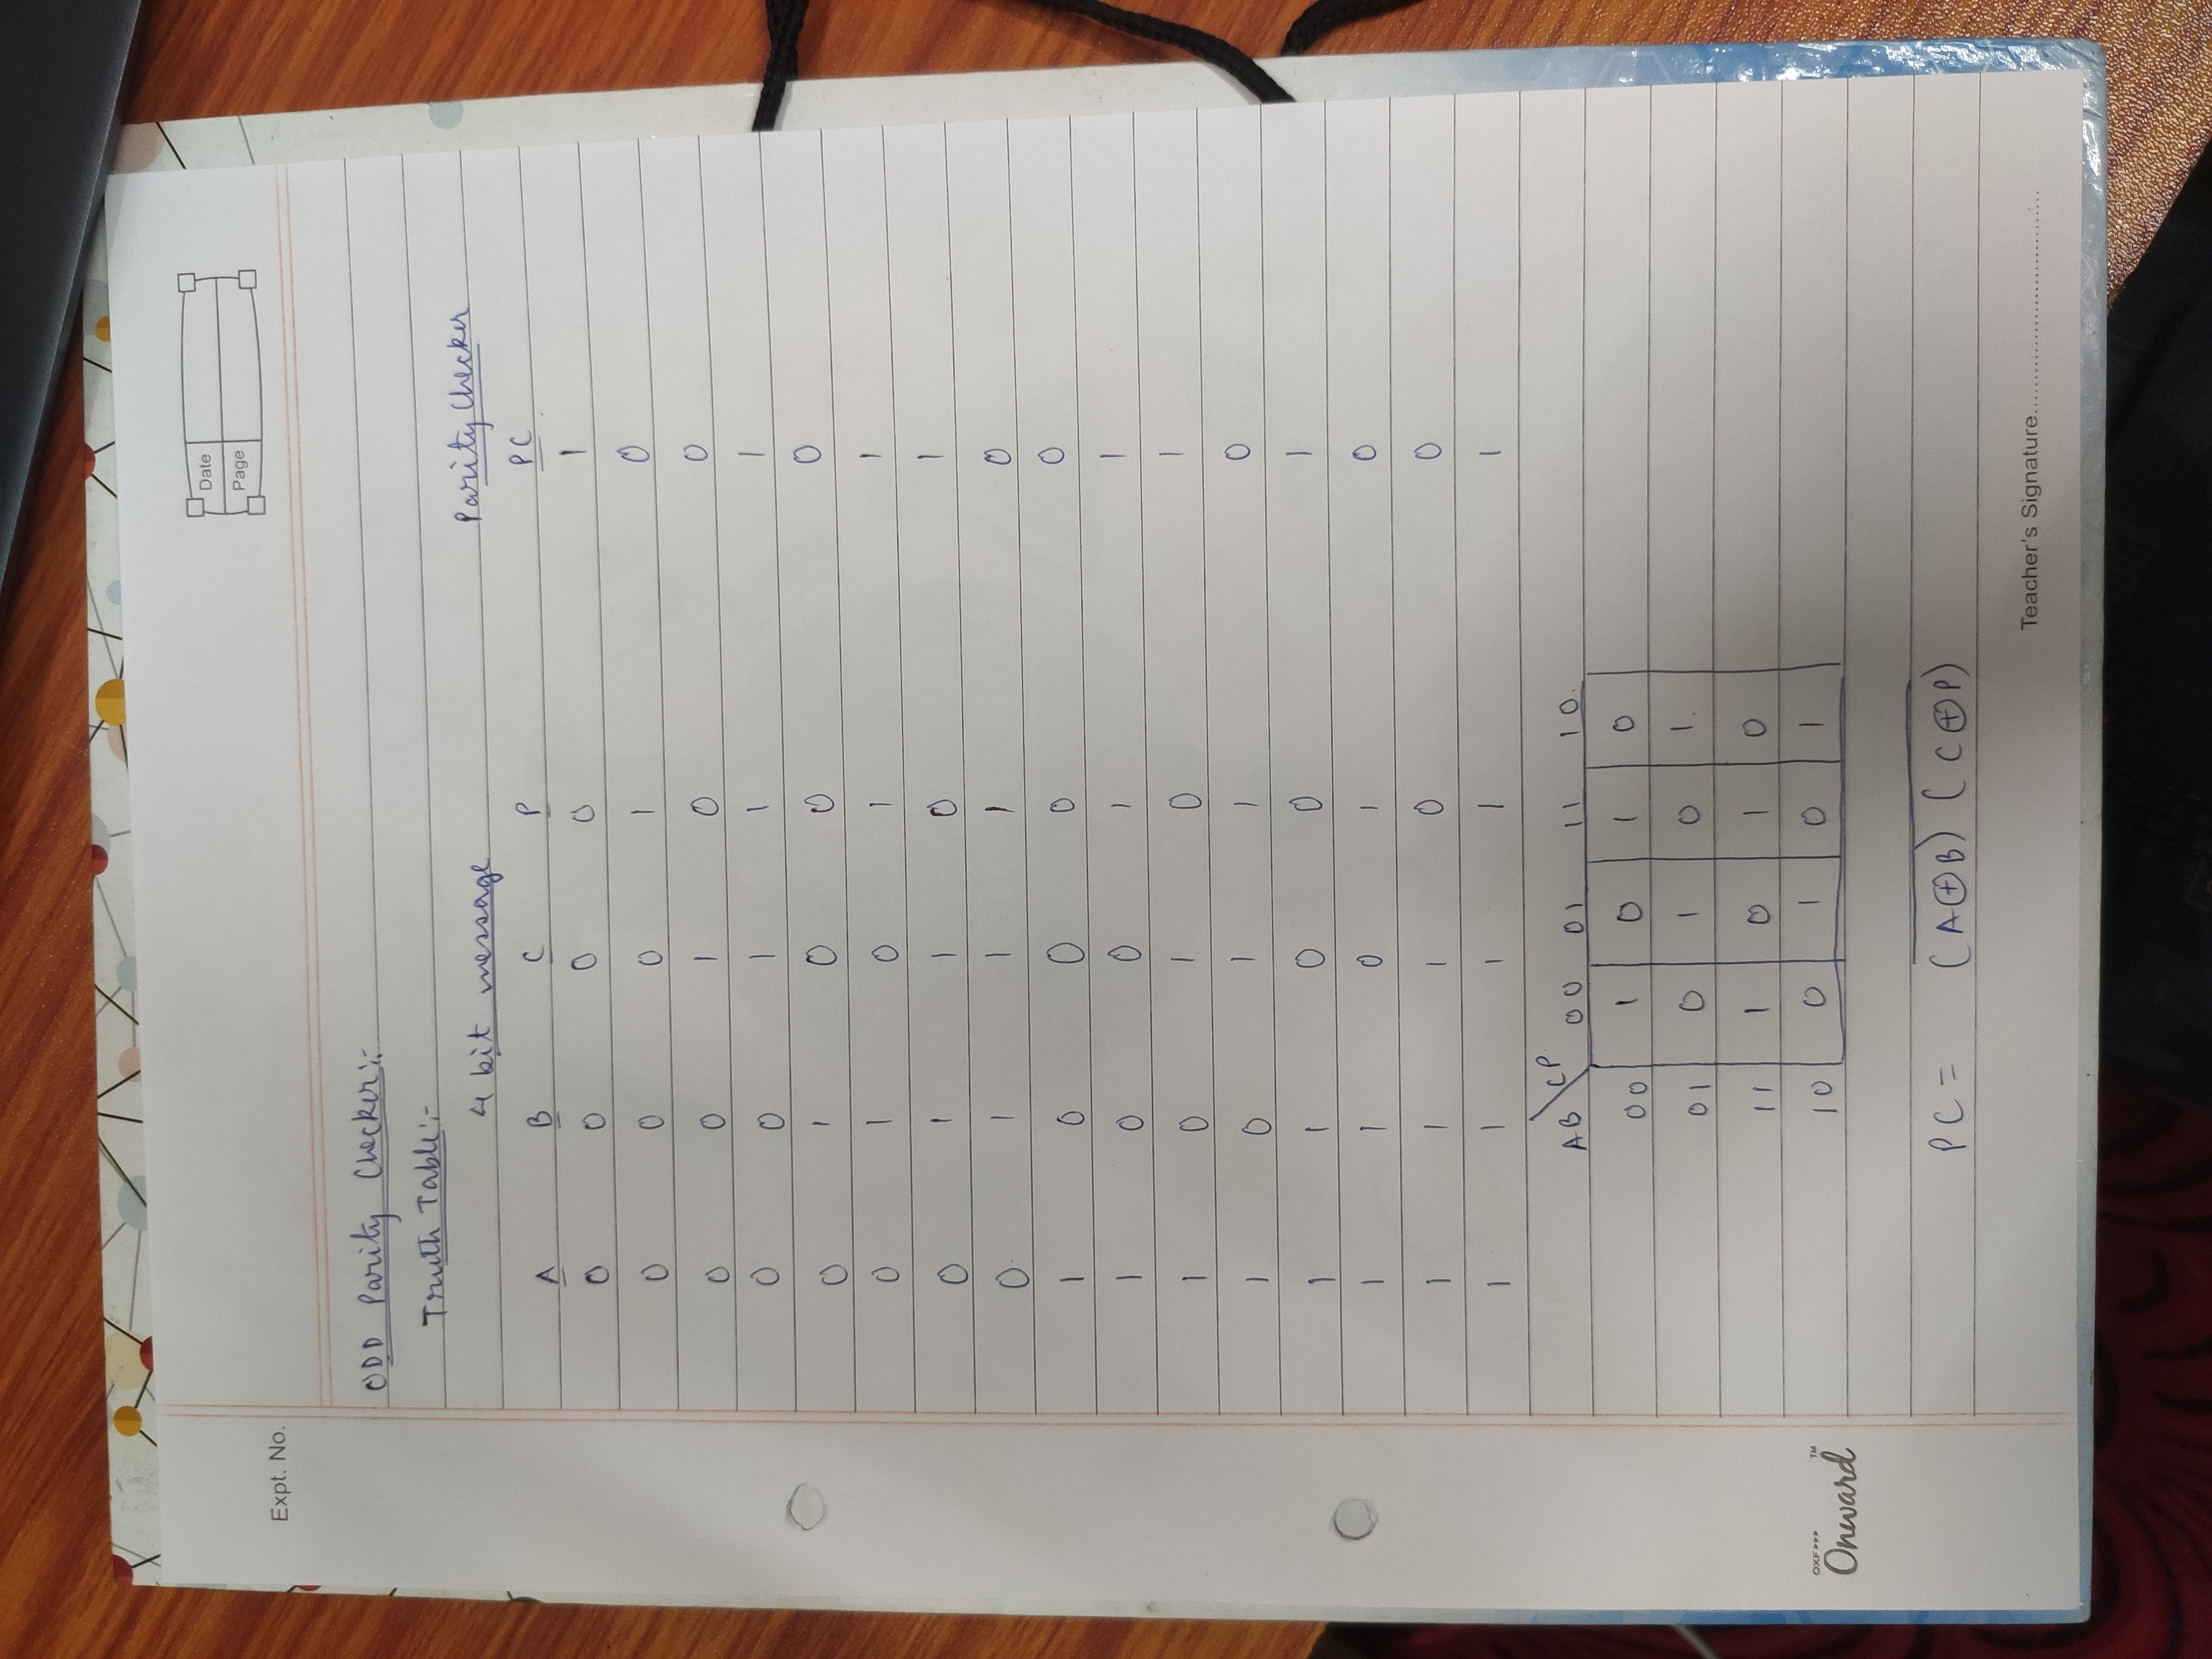 Date
Page
Expt. No.
ODD Parity Checker:-
Truth Table:-
4 bit message Parity Checker
A B C P PC
0 0 0 0 1
0 0 0 1 0
0 0 1 0 0
0 0 1 1 1
0 1 0 0 0
0 1 0 1 1
0 1 1 0 1
0 1 1 1 0
1 0 0 0 0
1 0 0 1 1
1 0 1 0 1
1 0 1 1 0
1 1 0 0 1
1 1 0 1 0
1 1 1 0 0
1 1 1 1 1
AB \ CP 00 01 11 10.
00 1 0 1 0
01 0 1 0 1.
11 1 0 1 0
10 0 1 0 1
OXF>>> TM
Onward
PC = \overline{(A⊕B) (C⊕P)}
Teacher's Signature..................................